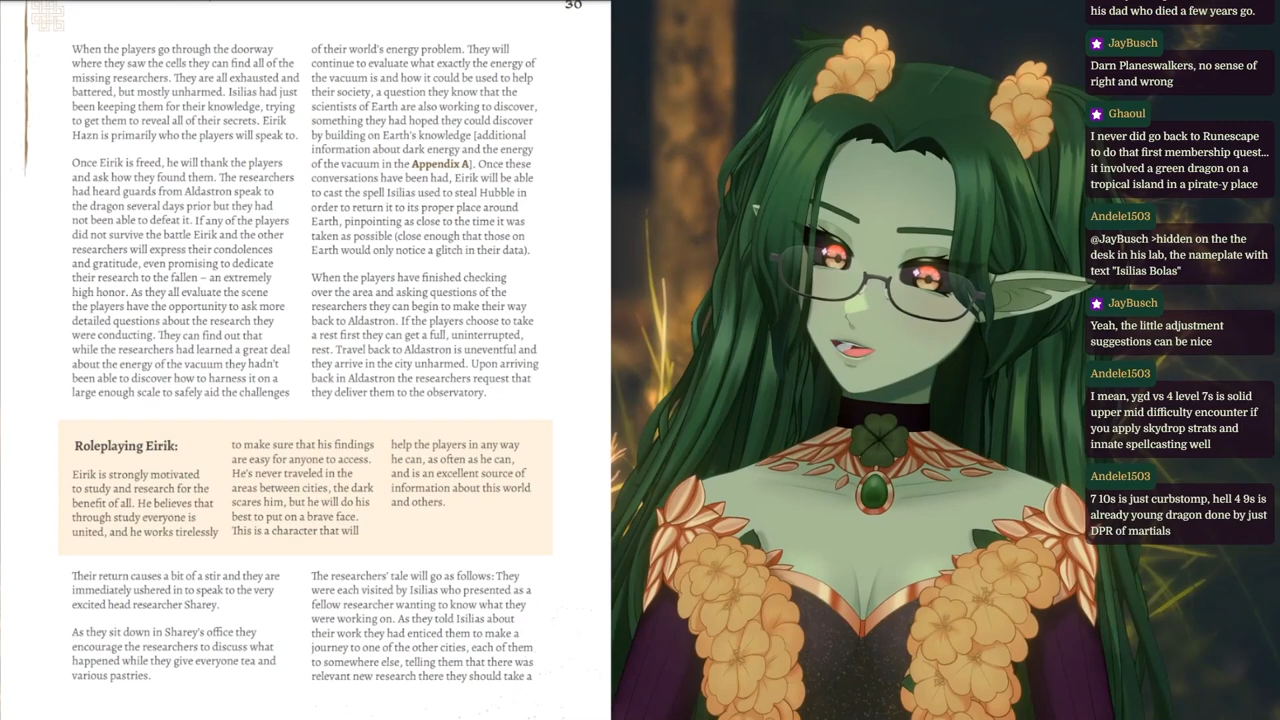 30
When the players go through the doorway
where they saw the cells they can find all of the
missing researchers. They are all exhausted and
battered, but mostly unharmed. Isilias had just
been keeping them for their knowledge, trying
to get them to reveal all of their secrets. Eirik
Hazn is primarily who the players will speak to.
Once Eirik is freed, he will thank the players
and ask how they found them. The researchers
had heard guards from Aldastron speak to
the dragon several days prior but they had
not been able to defeat it. If any of the players
did not survive the battle Eirik and the other
researchers will express their condolences
and gratitude, even promising to dedicate
their research to the fallen – an extremely
high honor. As they all evaluate the scene
the players have the opportunity to ask more
detailed questions about the research they
were conducting. They can find out that
while the researchers had learned a great deal
about the energy of the vacuum they hadn't
been able to discover how to harness it on a
large enough scale to safely aid the challenges
of their world's energy problem. They will
continue to evaluate what exactly the energy of
the vacuum is and how it could be used to help
their society, a question they know that the
scientists of Earth are also working to discover,
something they had hoped they could discover
by building on Earth's knowledge [additional
information about dark energy and the energy
of the vacuum in the Appendix A]. Once these
conversations have been had, Eirik will be able
to cast the spell Isilias used to steal Hubble in
order to return it to its proper place around
Earth, pinpointing as close to the time it was
taken as possible (close enough that those on
Earth would only notice a glitch in their data).
When the players have finished checking
over the area and asking questions of the
researchers they can begin to make their way
back to Aldastron. If the players choose to take
a rest first they can get a full, uninterrupted,
rest. Travel back to Aldastron is uneventful and
they arrive in the city unharmed. Upon arriving
back in Aldastron the researchers request that
they deliver them to the observatory.
Roleplaying Eirik:
Eirik is strongly motivated
to study and research for the
benefit of all. He believes that
through study everyone is
united, and he works tirelessly
to make sure that his findings
are easy for anyone to access.
He's never traveled in the
areas between cities, the dark
scares him, but he will do his
best to put on a brave face.
This is a character that will
help the players in any way
he can, as often as he can,
and is an excellent source of
information about this world
and others.
Their return causes a bit of a stir and they are
immediately ushered in to speak to the very
excited head researcher Sharey.
As they sit down in Sharey's office they
encourage the researchers to discuss what
happened while they give everyone tea and
various pastries.
The researchers' tale will go as follows: They
were each visited by Isilias who presented as a
fellow researcher wanting to know what they
were working on. As they told Isilias about
their work they had enticed them to make a
journey to one of the other cities, each of them
to somewhere else, telling them that there was
relevant new research there they should take a
his dad who died a few years go.
JayBusch
Darn Planeswalkers, no sense of
right and wrong
Ghaoul
I never did go back to Runescape
to do that first membership quest...
it involved a green dragon on a
tropical island in a pirate-y place
Andele1503
@JayBusch >hidden on the the
desk in his lab, the nameplate with
text "Isilias Bolas"
JayBusch
Yeah, the little adjustment
suggestions can be nice
Andele1503
I mean, ygd vs 4 level 7s is solid
upper mid difficulty encounter if
you apply skydrop strats and
innate spellcasting well
Andele1503
7 10s is just curbstomp, hell 4 9s is
already young dragon done by just
DPR of martials